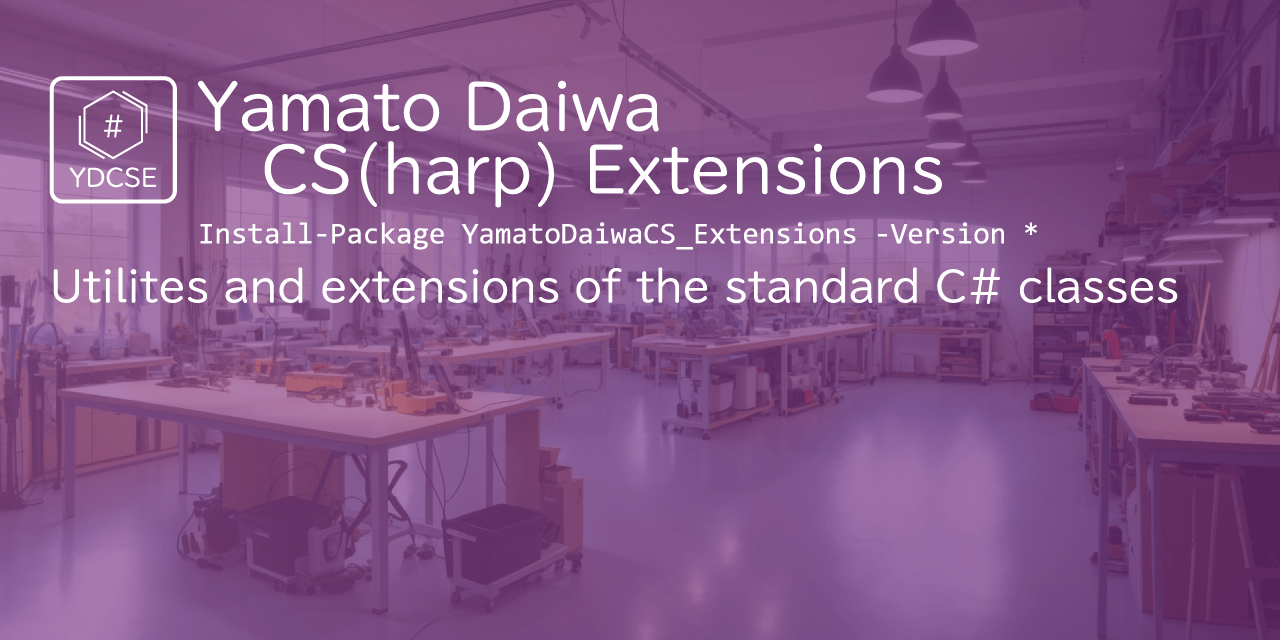 #
YDCSE
Yamato Daiwa
CS(harp) Extensions
Install-Package YamatoDaiwaCS_Extensions -Version *
Utilites and extensions of the standard C# classes